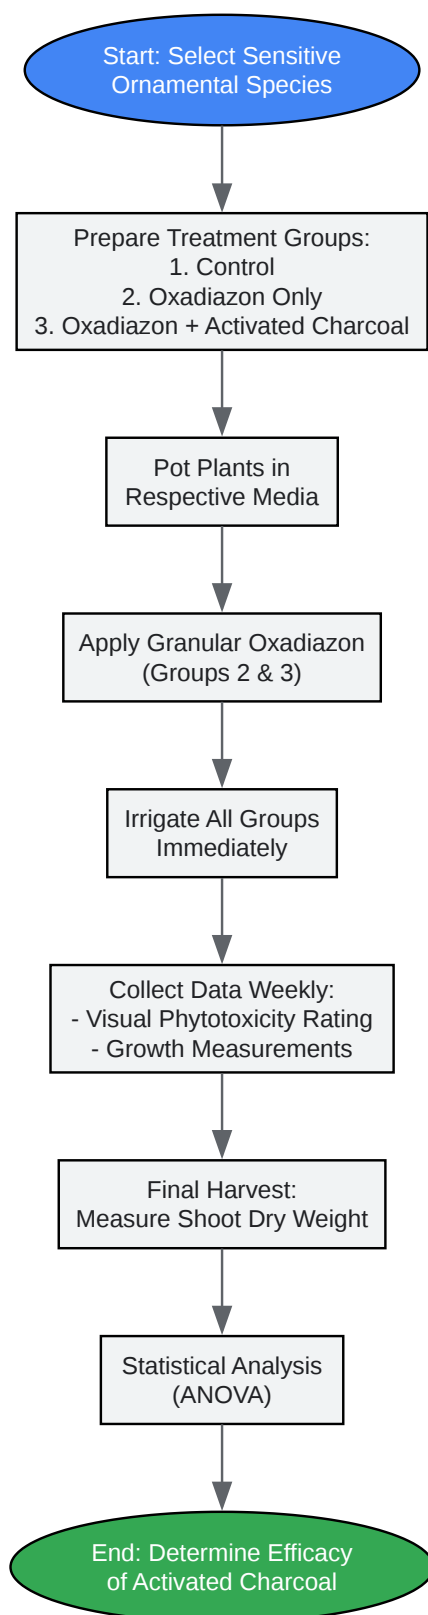 Start: Select Sensitive
Ornamental Species
Prepare Treatment Groups:
1. Control
2. Oxadiazon Only
3. Oxadiazon + Activated Charcoal
Pot Plants in
Respective Media
Apply Granular Oxadiazon
(Groups 2 & 3)
Irrigate All Groups
Immediately
Collect Data Weekly:
- Visual Phytotoxicity Rating
- Growth Measurements
Final Harvest:
Measure Shoot Dry Weight
Statistical Analysis
(ANOVA)
End: Determine Efficacy
of Activated Charcoal